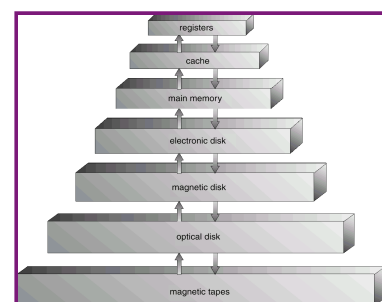 registers
cache
main memory
electronic disk
magnetic disk
optical disk
magnetic tapes